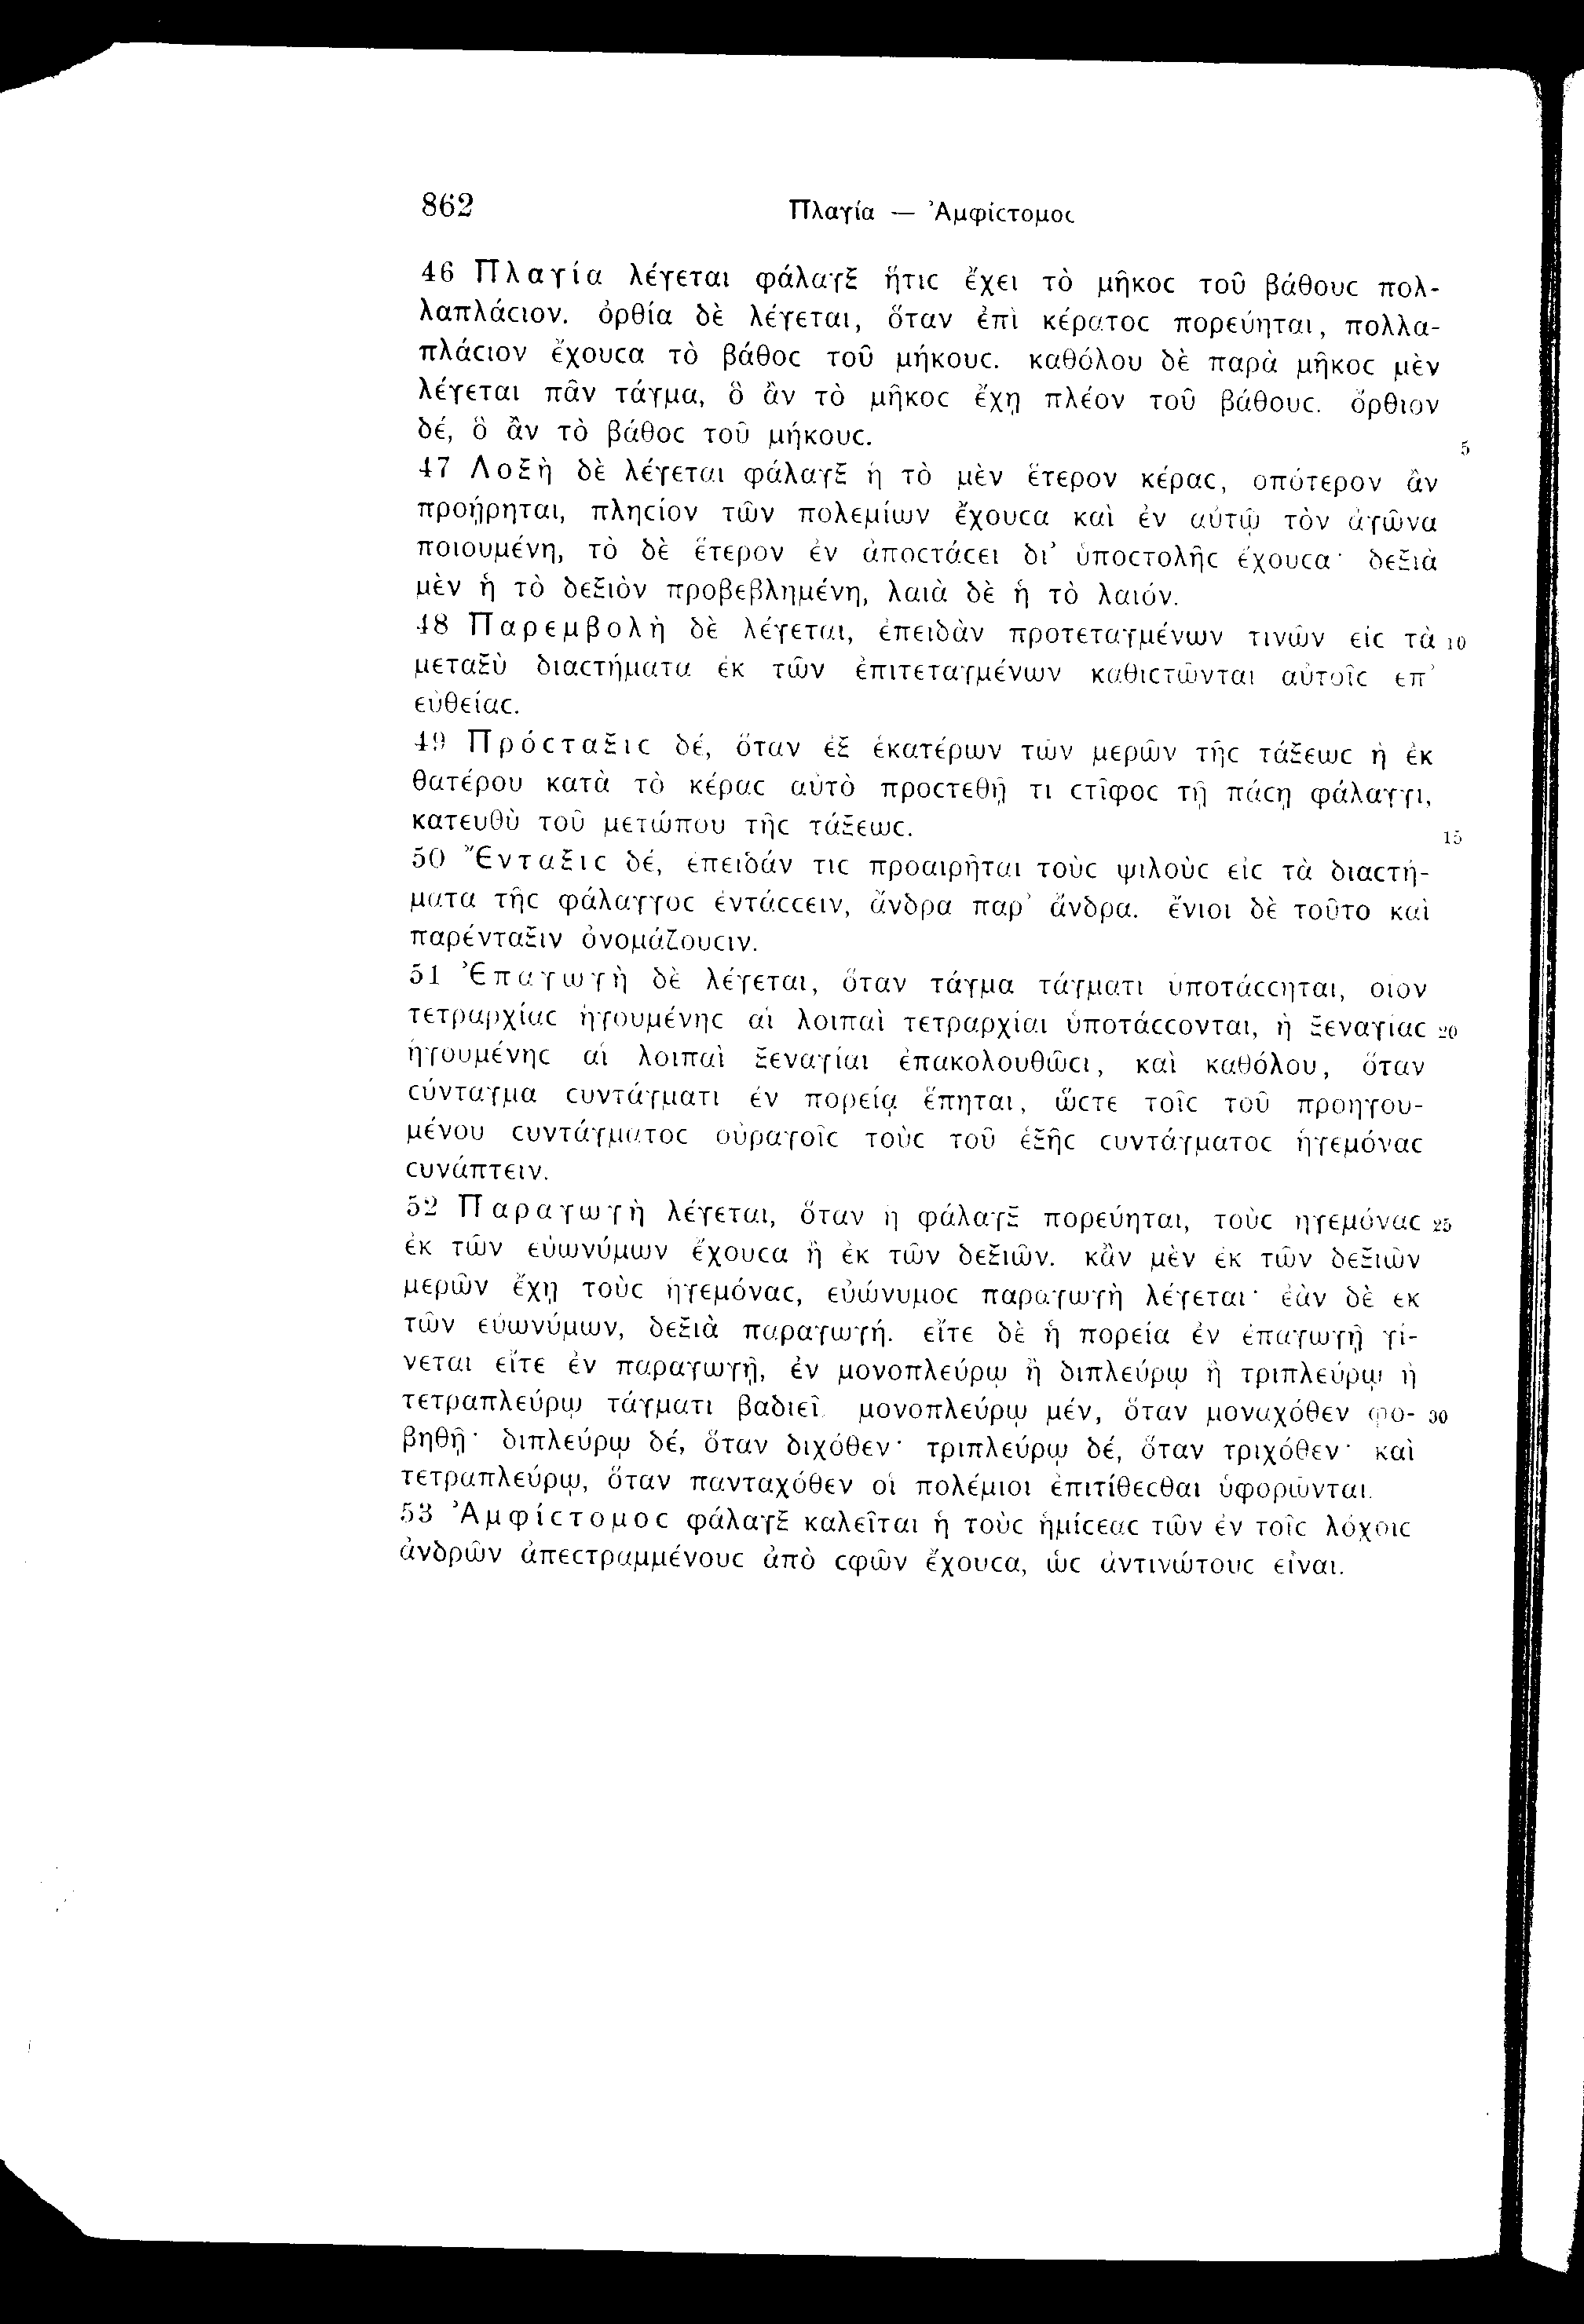 862 Πλαγία — Ἀμφίϲτομοϲ
46 Πλαγία λέγεται φάλαγξ ἥτιϲ ἔχει τὸ μῆκοϲ τοῦ βάθουϲ πολ-
λαπλάϲιον. ὀρθία δὲ λέγεται, ὅταν ἐπὶ κέρατοϲ πορεύηται, πολλα-
πλάϲιον ἔχουϲα τὸ βάθοϲ τοῦ μήκουϲ. καθόλου δὲ παρὰ μῆκοϲ μὲν
λέγεται πᾶν τάγμα, ὃ ἂν τὸ μῆκοϲ ἔχῃ πλέον τοῦ βάθουϲ. ὄρθιον
δέ, ὃ ἂν τὸ βάθοϲ τοῦ μήκουϲ. 5
47 Λοξὴ δὲ λέγεται φάλαγξ ἡ τὸ μὲν ἕτερον κέραϲ, ὁπότερον ἂν
προῄρηται, πληϲίον τῶν πολεμίων ἔχουϲα καὶ ἐν αὐτῷ τὸν ἀγῶνα
ποιουμένη, τὸ δὲ ἕτερον ἐν ἀποϲτάϲει δι’ ὑποϲτολῆϲ ἔχουϲα· δεξιὰ
μὲν ἡ τὸ δεξιὸν προβεβλημένη, λαιὰ δὲ ἡ τὸ λαιόν.
48 Παρεμβολὴ δὲ λέγεται, ἐπειδὰν προτεταγμένων τινῶν εἰϲ τὰ 10
μεταξὺ διαϲτήματα ἐκ τῶν ἐπιτεταγμένων καθιϲτῶνται αὐτοῖϲ ἐπ’
εὐθείαϲ.
49 Πρόϲταξιϲ δέ, ὅταν ἐξ ἑκατέρων τῶν μερῶν τῆϲ τάξεωϲ ἢ ἐκ
θατέρου κατὰ τὸ κέραϲ αὐτὸ προϲτεθῇ τι ϲτῖφοϲ τῇ πάϲῃ φάλαγγι,
κατευθὺ τοῦ μετώπου τῆϲ τάξεωϲ. 15
50 Ἔνταξιϲ δέ, ἐπειδάν τιϲ προαιρῆται τοὺϲ ψιλοὺϲ εἰϲ τὰ διαϲτή-
ματα τῆϲ φάλαγγοϲ ἐντάϲϲειν, ἄνδρα παρ’ ἄνδρα. ἔνιοι δὲ τοῦτο καὶ
παρένταξιν ὀνομάζουϲιν.
51 Ἐπαγωγὴ δὲ λέγεται, ὅταν τάγμα τάγματι ὑποτάϲϲηται, οἷον
τετραρχίαϲ ἡγουμένηϲ αἱ λοιπαὶ τετραρχίαι ὑποτάϲϲονται, ἢ ξεναγίαϲ 20
ἡγουμένηϲ αἱ λοιπαὶ ξεναγίαι ἐπακολουθῶϲι, καὶ καθόλου, ὅταν
ϲύνταγμα ϲυντάγματι ἐν πορείᾳ ἕπηται, ὥϲτε τοῖϲ τοῦ προηγου-
μένου ϲυντάγματοϲ οὐραγοῖϲ τοὺϲ τοῦ ἑξῆϲ ϲυντάγματοϲ ἡγεμόναϲ
ϲυνάπτειν.
52 Παραγωγὴ λέγεται, ὅταν ἡ φάλαγξ πορεύηται, τοὺϲ ἡγεμόναϲ 25
ἐκ τῶν εὐωνύμων ἔχουϲα ἢ ἐκ τῶν δεξιῶν. κἂν μὲν ἐκ τῶν δεξιῶν
μερῶν ἔχῃ τοὺϲ ἡγεμόναϲ, εὐώνυμοϲ παραγωγὴ λέγεται· ἐὰν δὲ ἐκ
τῶν εὐωνύμων, δεξιὰ παραγωγή. εἴτε δὲ ἡ πορεία ἐν ἐπαγωγῇ γί-
νεται εἴτε ἐν παραγωγῇ, ἐν μονοπλεύρῳ ἢ διπλεύρῳ ἢ τριπλεύρῳ ἢ
τετραπλεύρῳ τάγματι βαδιεῖ. μονοπλεύρῳ μέν, ὅταν μοναχόθεν φο- 30
βηθῇ· διπλεύρῳ δέ, ὅταν διχόθεν· τριπλεύρῳ δέ, ὅταν τριχόθεν· καὶ
τετραπλεύρῳ, ὅταν πανταχόθεν οἱ πολέμιοι ἐπιτίθεϲθαι ὑφορῶνται.
53 Ἀμφίϲτομοϲ φάλαγξ καλεῖται ἡ τοὺϲ ἡμίϲεαϲ τῶν ἐν τοῖϲ λόχοιϲ
ἀνδρῶν ἀπεϲτραμμένουϲ ἀπὸ ϲφῶν ἔχουϲα, ὡϲ ἀντινώτουϲ εἶναι.